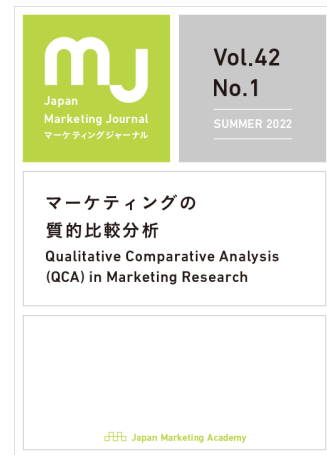 mj
Japan
Marketing Journal
マーケティングジャーナル
Vol.42
No.1
SUMMER 2022
マーケティングの
質的比較分析
Qualitative Comparative Analysis
(QCA) in Marketing Research
Japan Marketing Academy